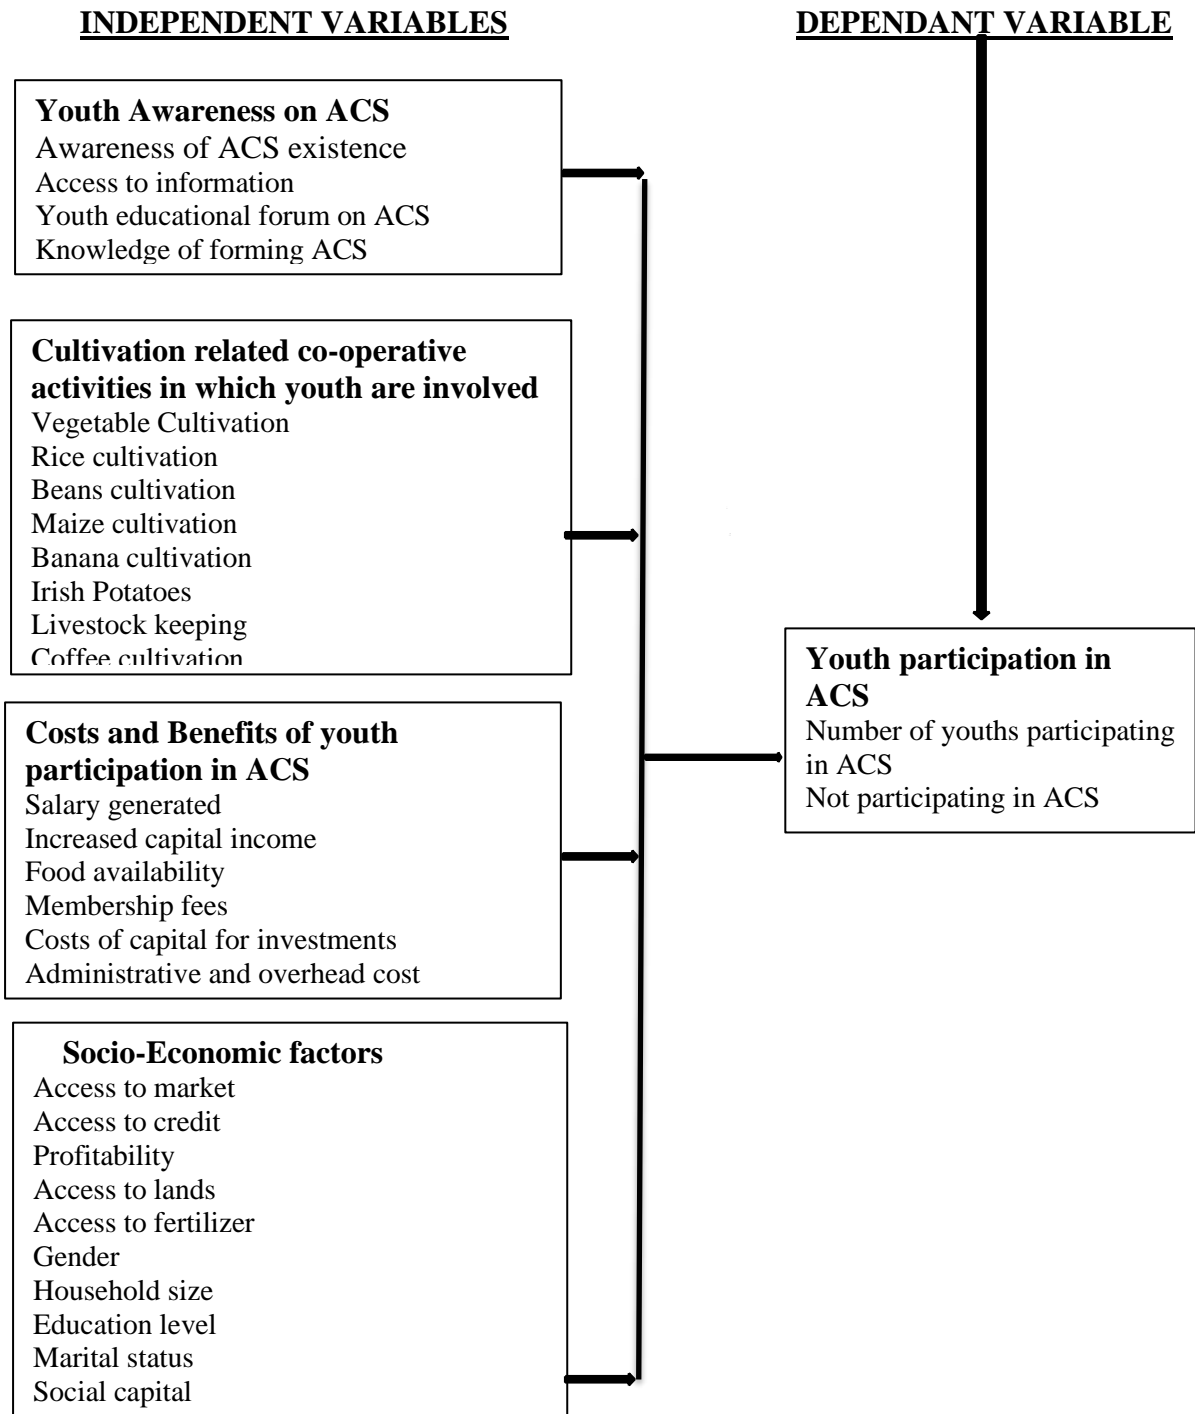 INDEPENDENT VARIABLES
DEPENDANT VARIABLE
Youth Awareness on ACS
Awareness of ACS existence
Access to information
Youth educational forum on ACS
Knowledge of forming ACS
Cultivation related co-operative
activities in which youth are involved
Vegetable Cultivation
Rice cultivation
Beans cultivation
Maize cultivation
Banana cultivation
Irish Potatoes
Livestock keeping
Coffee cultivation
Costs and Benefits of youth
participation in ACS
Salary generated
Increased capital income
Food availability
Membership fees
Costs of capital for investments
Administrative and overhead cost
Socio-Economic factors
Access to market
Access to credit
Profitability
Access to lands
Access to fertilizer
Gender
Household size
Education level
Marital status
Social capital
Youth participation in
ACS
Number of youths participating
in ACS
Not participating in ACS